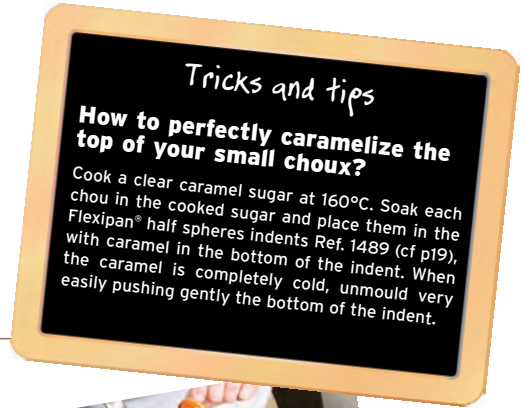 Tricks and tips
How to perfectly caramelize the
top of your small choux?
Cook a clear caramel sugar at 160°C. Soak each
chou in the cooked sugar and place them in the
Flexipan® half spheres indents Ref. 1489 (cf p19),
with caramel in the bottom of the indent. When
the caramel is completely cold, unmould very
easily pushing gently the bottom of the indent.